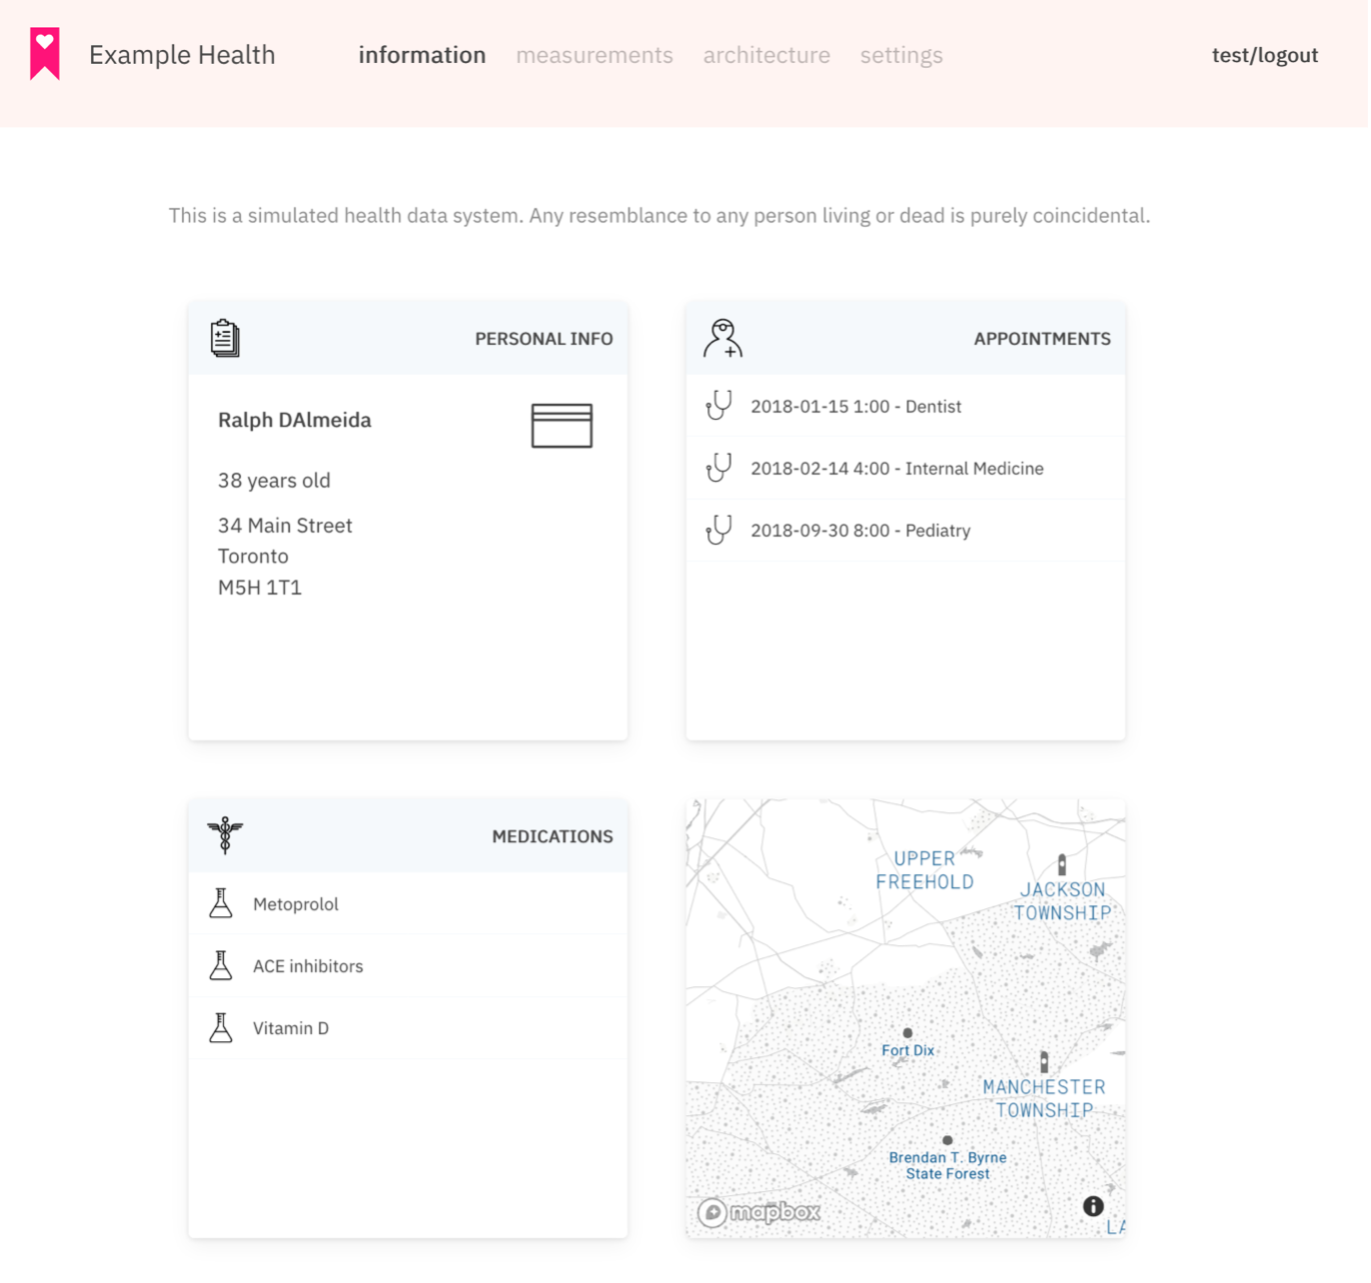 Example Health
information
measurements
architecture
settings
test/logout
This is a simulated health data system. Any resemblance to any person living or dead is purely coincidental.
PERSONAL INFO
Ralph DAlmeida
38 years old
34 Main Street
Toronto
M5H 1T1
APPOINTMENTS
2018-01-15 1:00 - Dentist
2018-02-14 4:00 - Internal Medicine
2018-09-30 8:00 - Pediatry
MEDICATIONS
Metoprolol
ACE inhibitors
Vitamin D
UPPER
FREEHOLD
JACKSON
TOWNSHIP
Fort Dix
MANCHESTER
TOWNSHIP
Brendan T. Byrne
State Forest
mapbox
LA